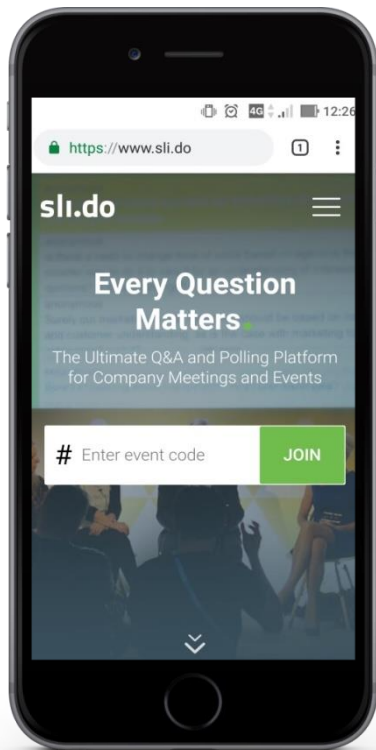 4G 12:26
https://www.sli.do 1
slı.do
Every Question
Matters.
The Ultimate Q&A and Polling Platform
for Company Meetings and Events
# Enter event code JOIN